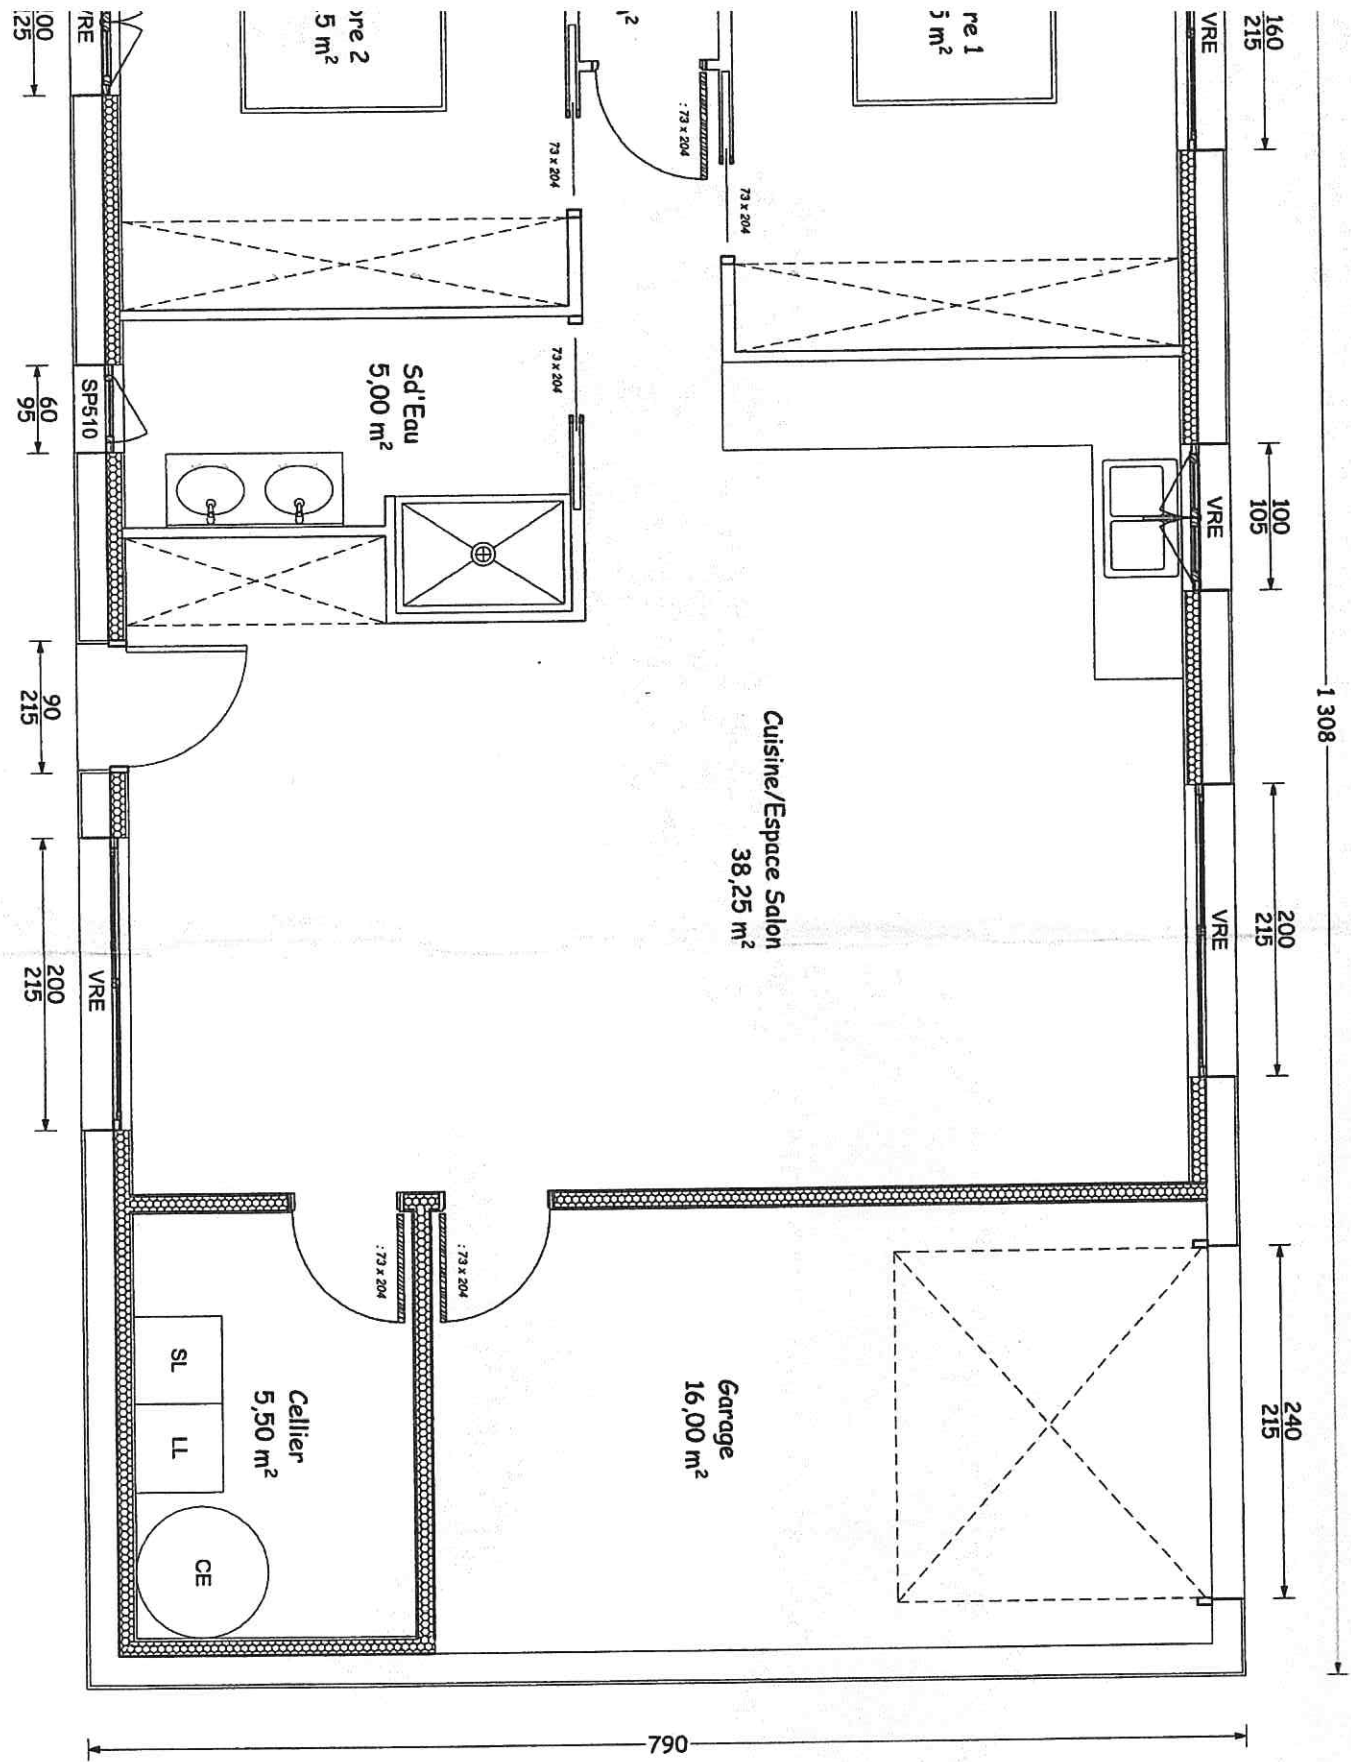 160
215
VRE
re 1
5 m²
m²
bre 2
5 m²
VRE
00
225
: 73 x 204
73 x 204
73 x 204
73 x 204
Sd'Eau
5,00 m²
SP510
60
95
VRE
100
105
1 308
90
215
Cuisine/Espace Salon
38,25 m²
VRE
200
215
VRE
200
215
: 73 x 204
: 73 x 204
SL
LL
CE
Cellier
5,50 m²
Garage
16,00 m²
240
215
790